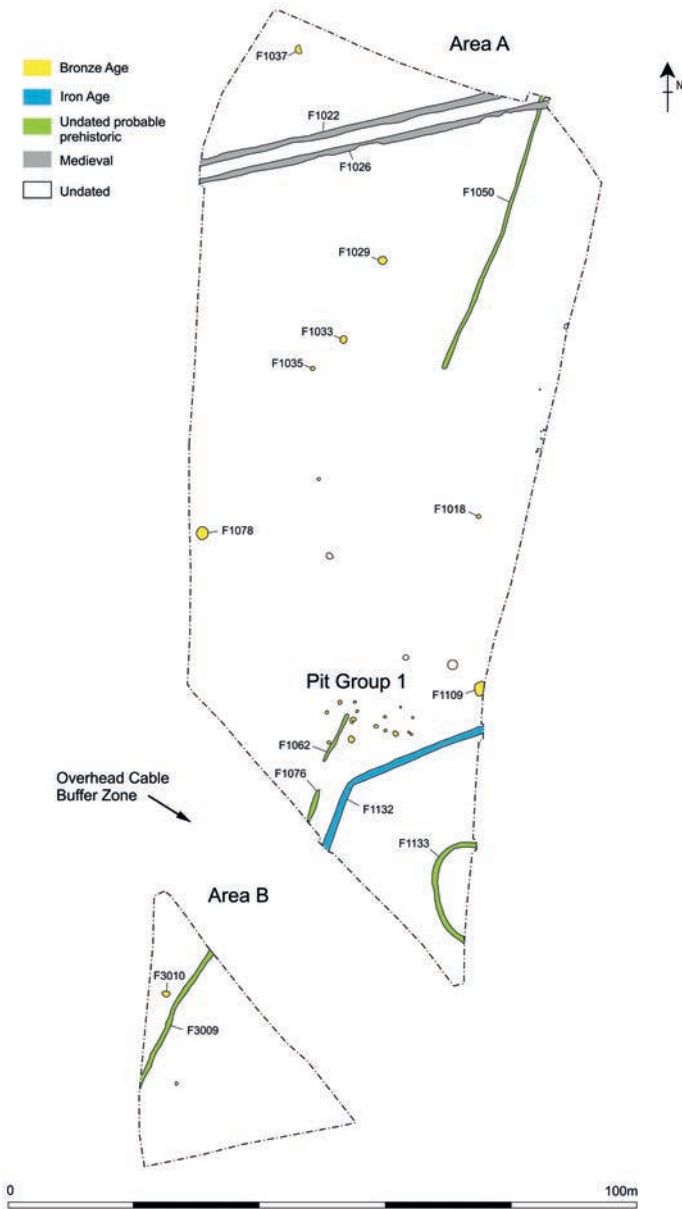 Area A
F1037
Bronze Age
N
Iron Age
Undated probable
prehistoric
F1022
Medieval
F1026
Undated
F1050
F1029
F1033
F1035
F1018
F1078
Pit Group 1
F1109
F1062
F1076
Overhead Cable
Buffer Zone
F1132
F1133
Area B
F3010
F3009
0
100m